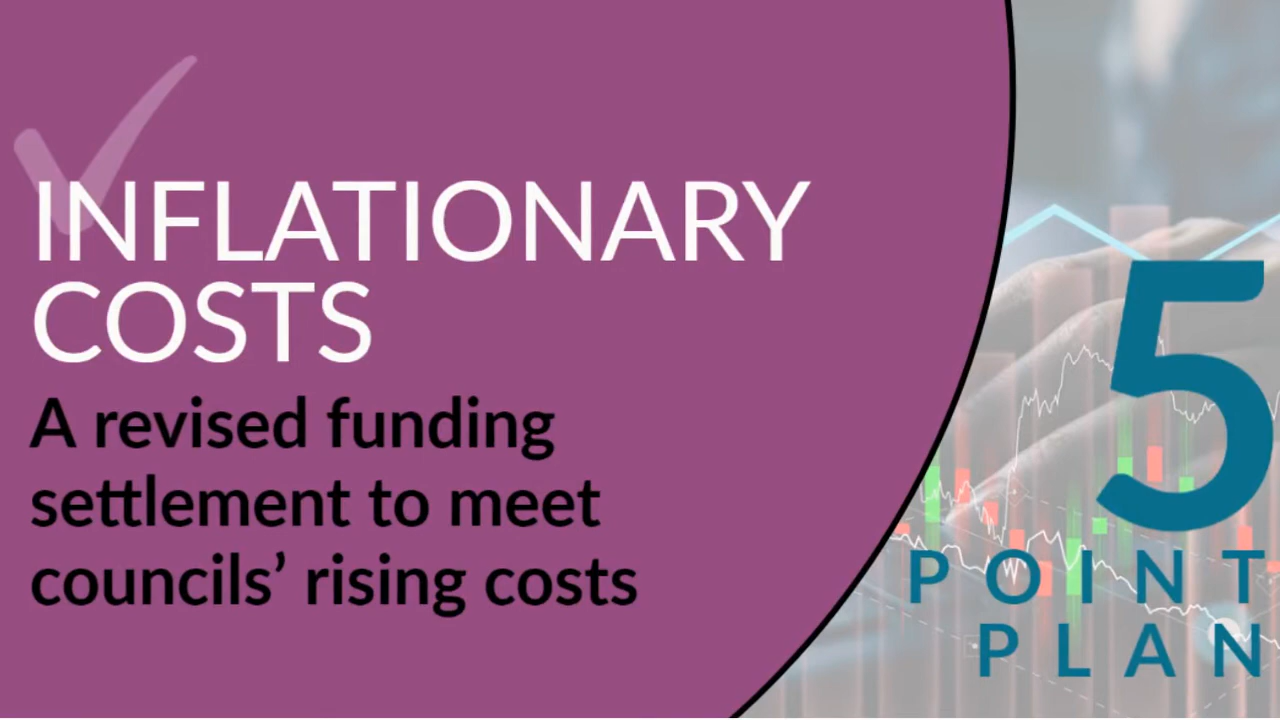 INFLATIONARY
COSTS
A revised funding
settlement to meet
councils’ rising costs
5
POINT
PLAN